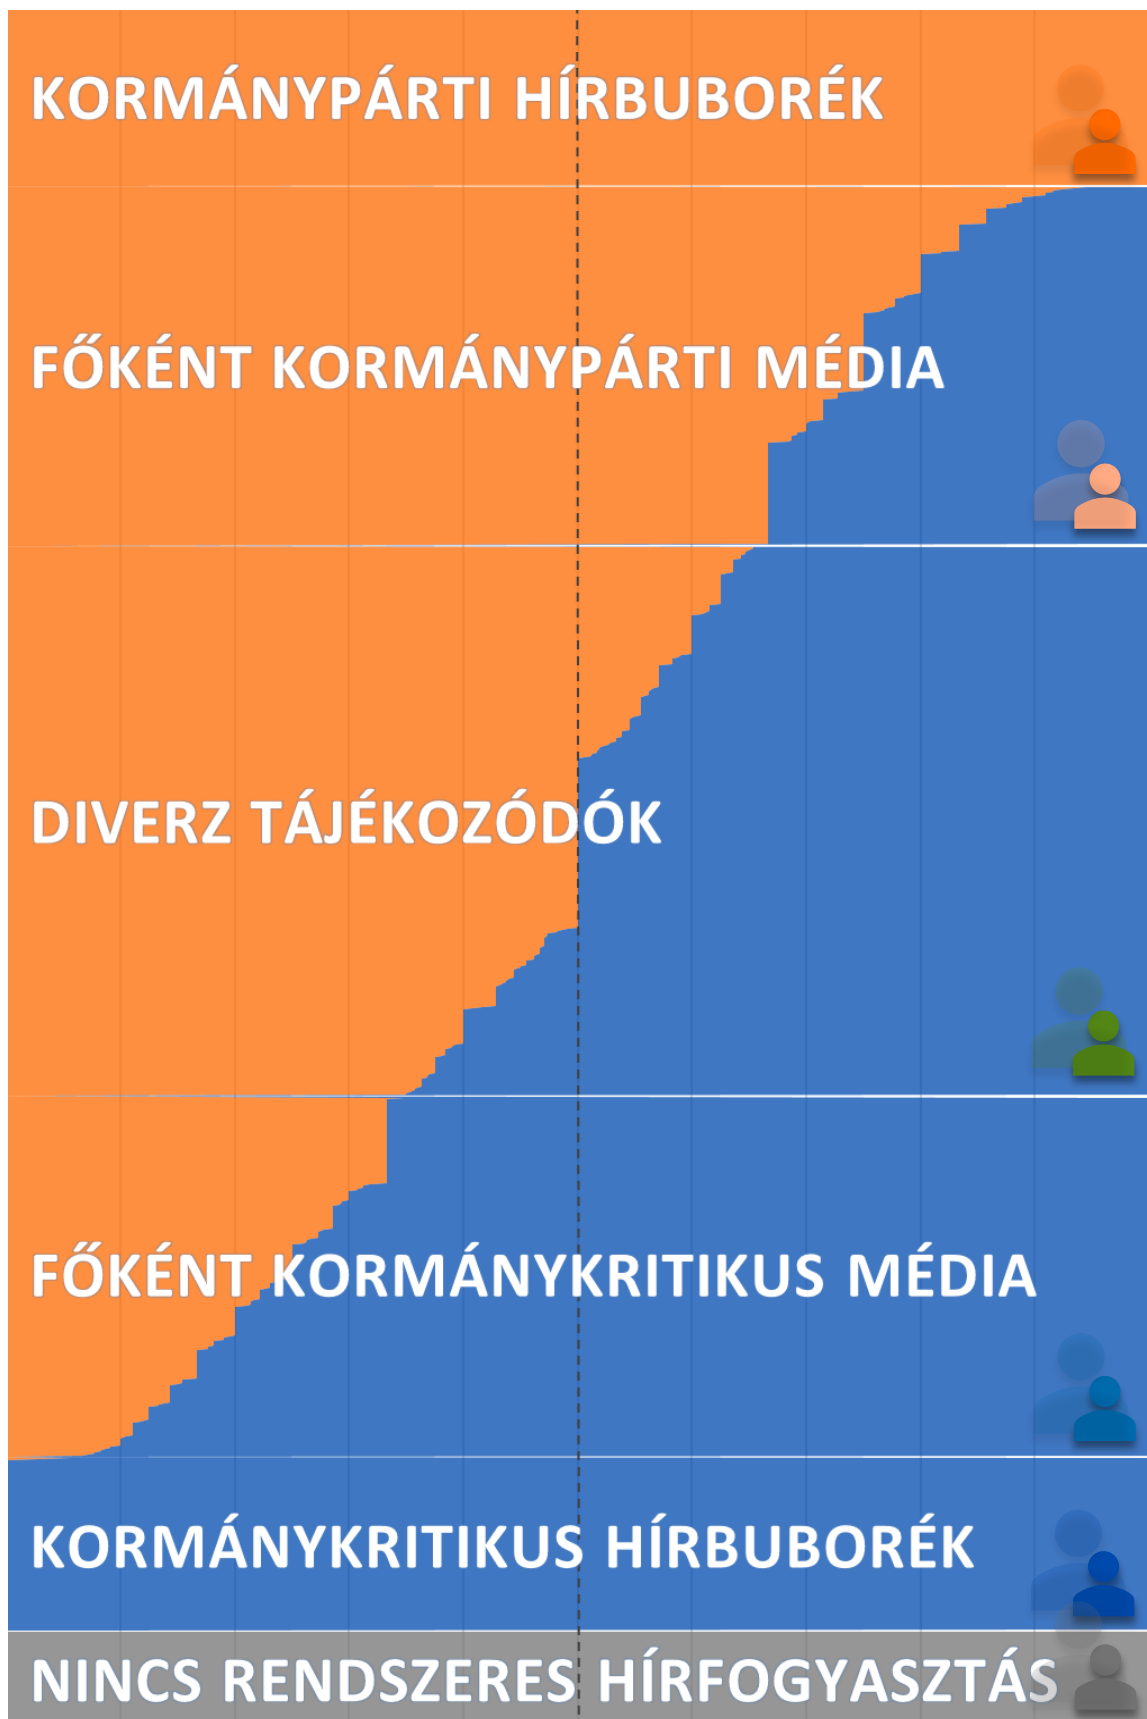 KORMÁNYPÁRTI HÍRBUBORÉK
FŐKÉNT KORMÁNYPÁRTI MÉDIA
DIVERZ TÁJÉKOZÓDÓK
FŐKÉNT KORMÁNYKRITIKUS MÉDIA
KORMÁNYKRITIKUS HÍRBUBORÉK
NINCS RENDSZERES HÍRFOGYASZTÁS